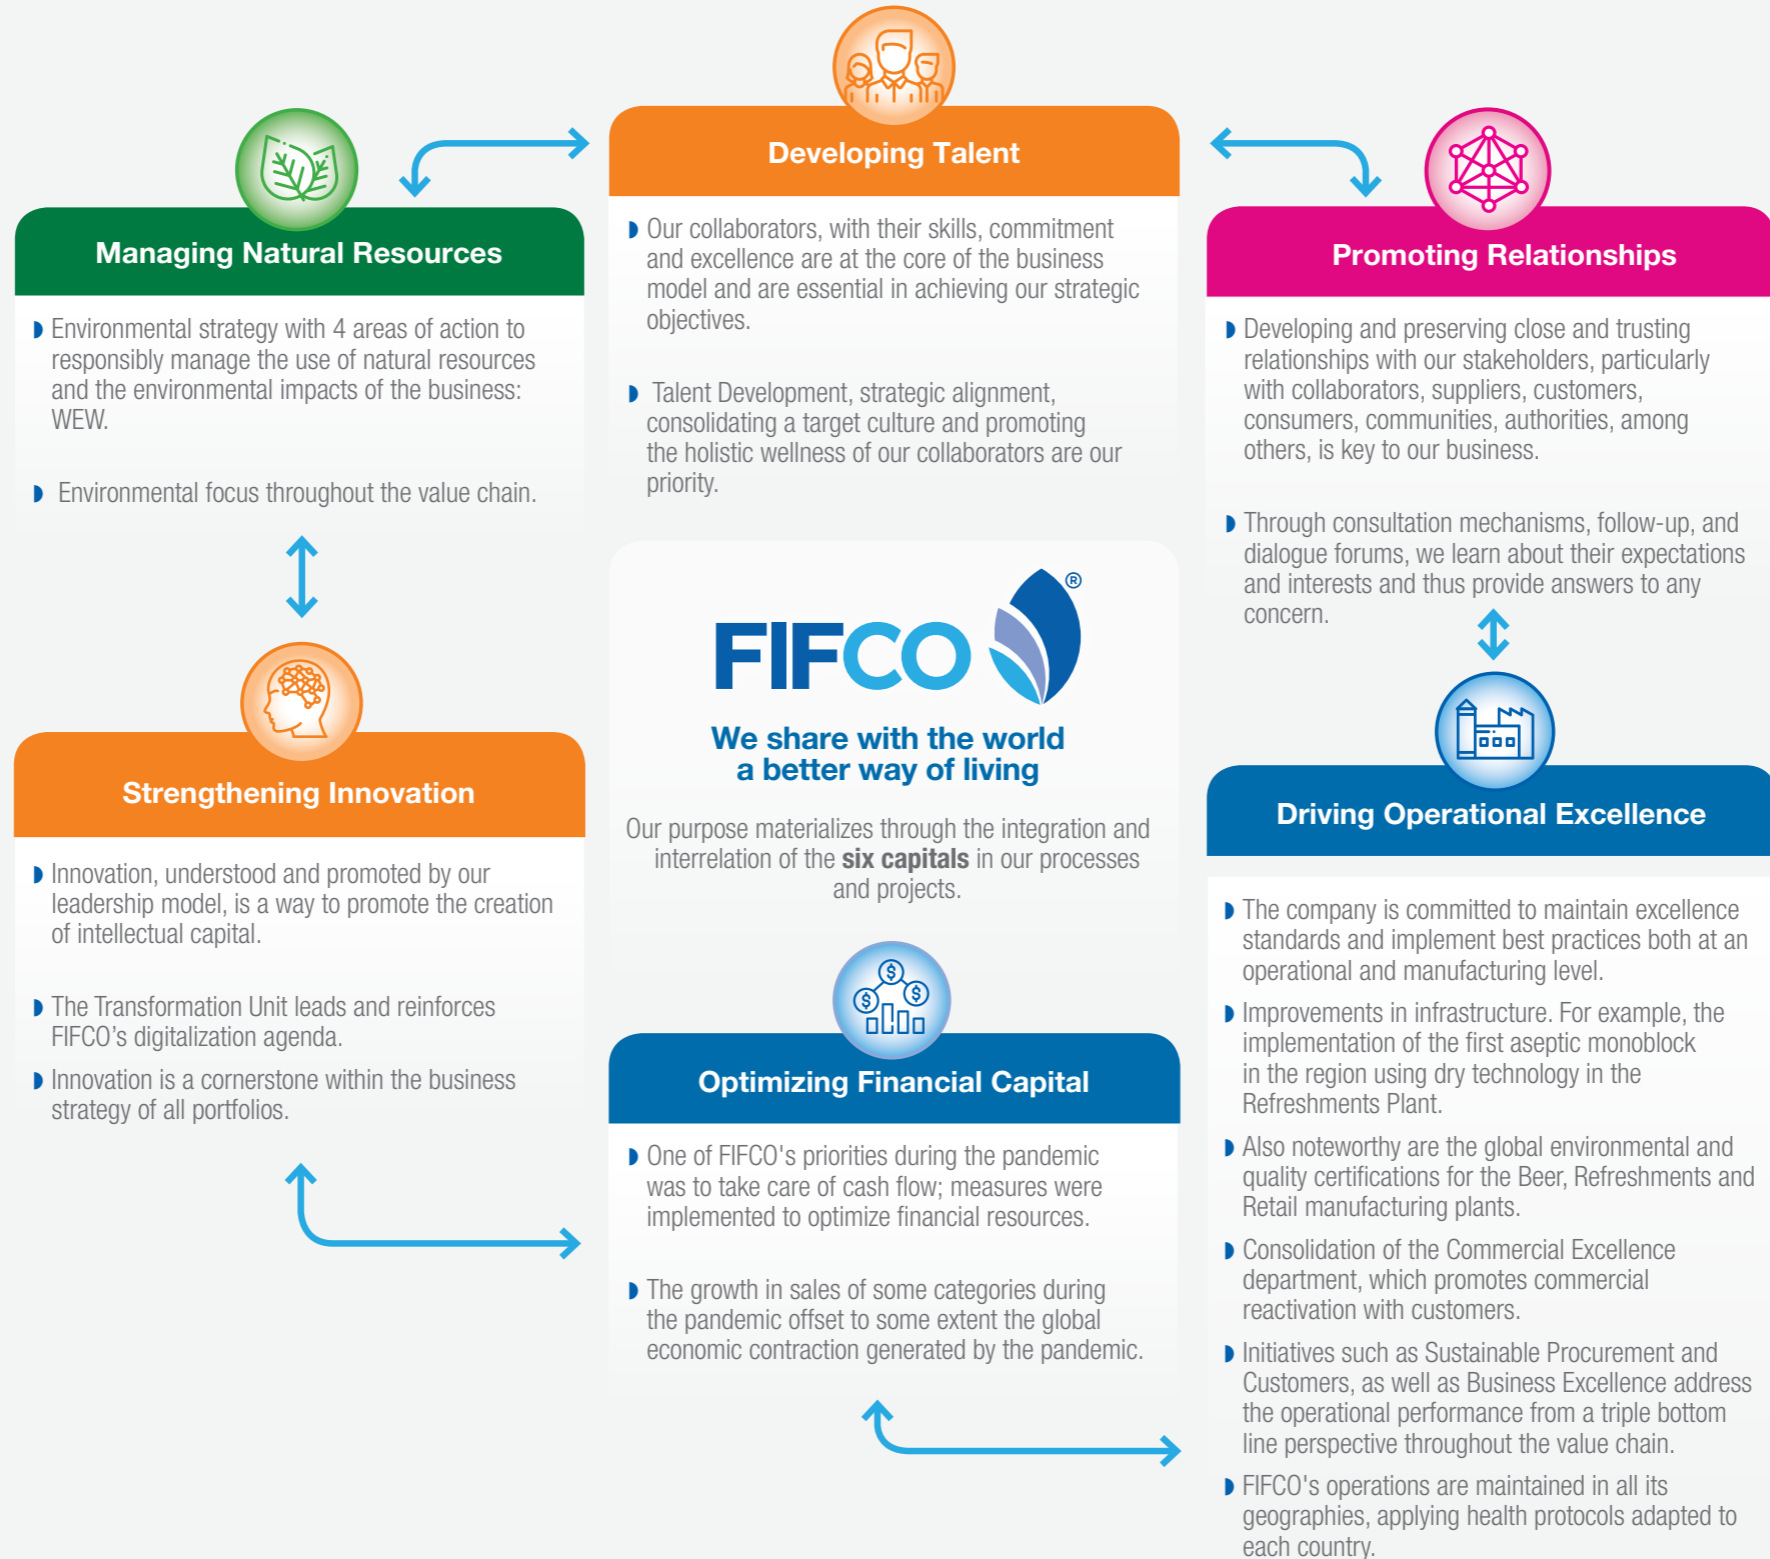 Developing Talent
Our collaborators, with their skills, commitment
and excellence are at the core of the business
model and are essential in achieving our strategic
objectives.
Talent Development, strategic alignment,
consolidating a target culture and promoting
the holistic wellness of our collaborators are our
priority.
Managing Natural Resources
Environmental strategy with 4 areas of action to
responsibly manage the use of natural resources
and the environmental impacts of the business:
WEW.
Environmental focus throughout the value chain.
Promoting Relationships
Developing and preserving close and trusting
relationships with our stakeholders, particularly
with collaborators, suppliers, customers,
consumers, communities, authorities, among
others, is key to our business.
Through consultation mechanisms, follow-up, and
dialogue forums, we learn about their expectations
and interests and thus provide answers to any
concern.
FIFCO ®
We share with the world
a better way of living
Our purpose materializes through the integration and
interrelation of the six capitals in our processes
and projects.
Strengthening Innovation
Innovation, understood and promoted by our
leadership model, is a way to promote the creation
of intellectual capital.
The Transformation Unit leads and reinforces
FIFCO’s digitalization agenda.
Innovation is a cornerstone within the business
strategy of all portfolios.
$
$ $
Optimizing Financial Capital
One of FIFCO's priorities during the pandemic
was to take care of cash flow; measures were
implemented to optimize financial resources.
The growth in sales of some categories during
the pandemic offset to some extent the global
economic contraction generated by the pandemic.
Driving Operational Excellence
The company is committed to maintain excellence
standards and implement best practices both at an
operational and manufacturing level.
Improvements in infrastructure. For example, the
implementation of the first aseptic monoblock
in the region using dry technology in the
Refreshments Plant.
Also noteworthy are the global environmental and
quality certifications for the Beer, Refreshments and
Retail manufacturing plants.
Consolidation of the Commercial Excellence
department, which promotes commercial
reactivation with customers.
Initiatives such as Sustainable Procurement and
Customers, as well as Business Excellence address
the operational performance from a triple bottom
line perspective throughout the value chain.
FIFCO's operations are maintained in all its
geographies, applying health protocols adapted to
each country.